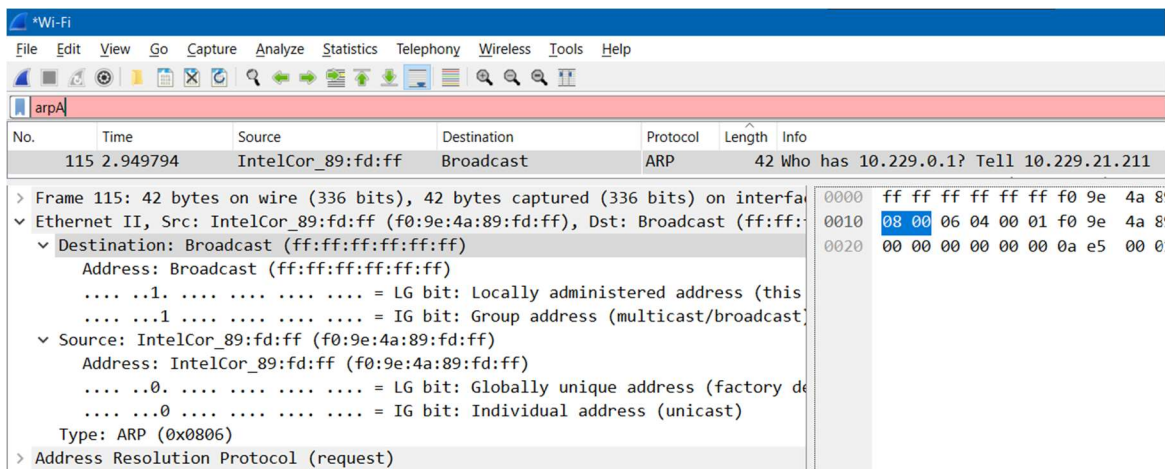 *Wi-Fi
File Edit View Go Capture Analyze Statistics Telephony Wireless Tools Help
arpA
No. Time Source Destination Protocol Length Info
115 2.949794 IntelCor_89:fd:ff Broadcast ARP 42 Who has 10.229.0.1? Tell 10.229.21.211
> Frame 115: 42 bytes on wire (336 bits), 42 bytes captured (336 bits) on interfa
Ethernet II, Src: IntelCor_89:fd:ff (f0:9e:4a:89:fd:ff), Dst: Broadcast (ff:ff:
Destination: Broadcast (ff:ff:ff:ff:ff:ff)
Address: Broadcast (ff:ff:ff:ff:ff:ff)
.... ..1. .... .... .... .... = LG bit: Locally administered address (this
.... ...1 .... .... .... .... = IG bit: Group address (multicast/broadcast)
Source: IntelCor_89:fd:ff (f0:9e:4a:89:fd:ff)
Address: IntelCor_89:fd:ff (f0:9e:4a:89:fd:ff)
.... ..0. .... .... .... .... = LG bit: Globally unique address (factory de
.... ...0 .... .... .... .... = IG bit: Individual address (unicast)
Type: ARP (0x0806)
> Address Resolution Protocol (request)
0000 ff ff ff ff ff ff f0 9e 4a 89
0010 08 00 06 04 00 01 f0 9e 4a 89
0020 00 00 00 00 00 00 0a e5 00 0